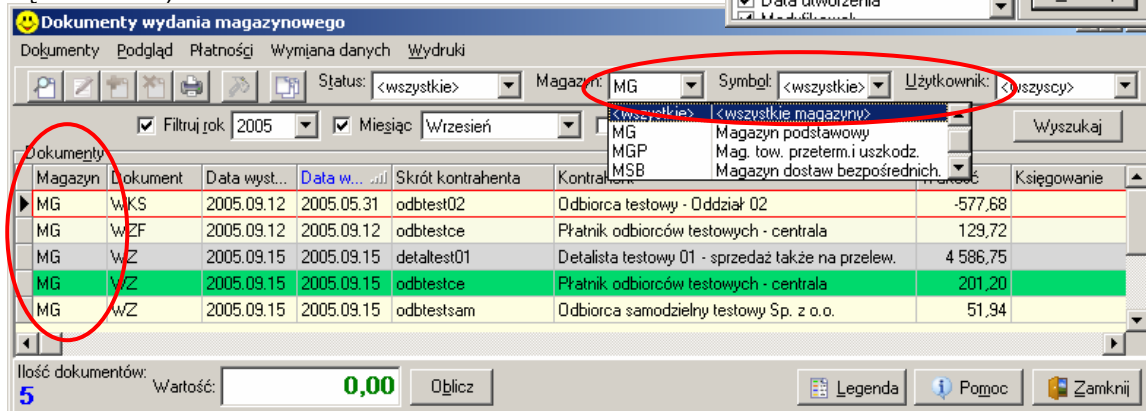 Data utworzenia
Dokumenty wydania magazynowego
Dokumenty Podgląd Płatności Wymiana danych Wydruki
Status: <wszystkie> Magazyn: MG Symbol: <wszystkie> Użytkownik: <wszyscy>
Filtruj rok 2005 Miesiąc Wrzesień Wyszukaj
<wszystkie> <wszystkie magazyny>
MG Magazyn podstawowy
MGP Mag. tow. przeterm.i uszkodz.
MSB Magazyn dostaw bezpośrednich.
Dokumenty
Magazyn Dokument Data wyst... Data w... Skrót kontrahenta Kontrahent Wartość Księgowanie
MG WKS 2005.09.12 2005.05.31 odbtest02 Odbiorca testowy - Oddział 02 -577,68
MG WZF 2005.09.12 2005.09.12 odbtestce Płatnik odbiorców testowych - centrala 129,72
MG WZ 2005.09.15 2005.09.15 detaltest01 Detalista testowy 01 - sprzedaż także na przelew. 4 586,75
MG WZ 2005.09.15 2005.09.15 odbtestce Płatnik odbiorców testowych - centrala 201,20
MG WZ 2005.09.15 2005.09.15 odbtestsam Odbiorca samodzielny testowy Sp. z o.o. 51,94
Ilość dokumentów:
5 Wartość: 0,00 Oblicz Legenda Pomoc Zamknij